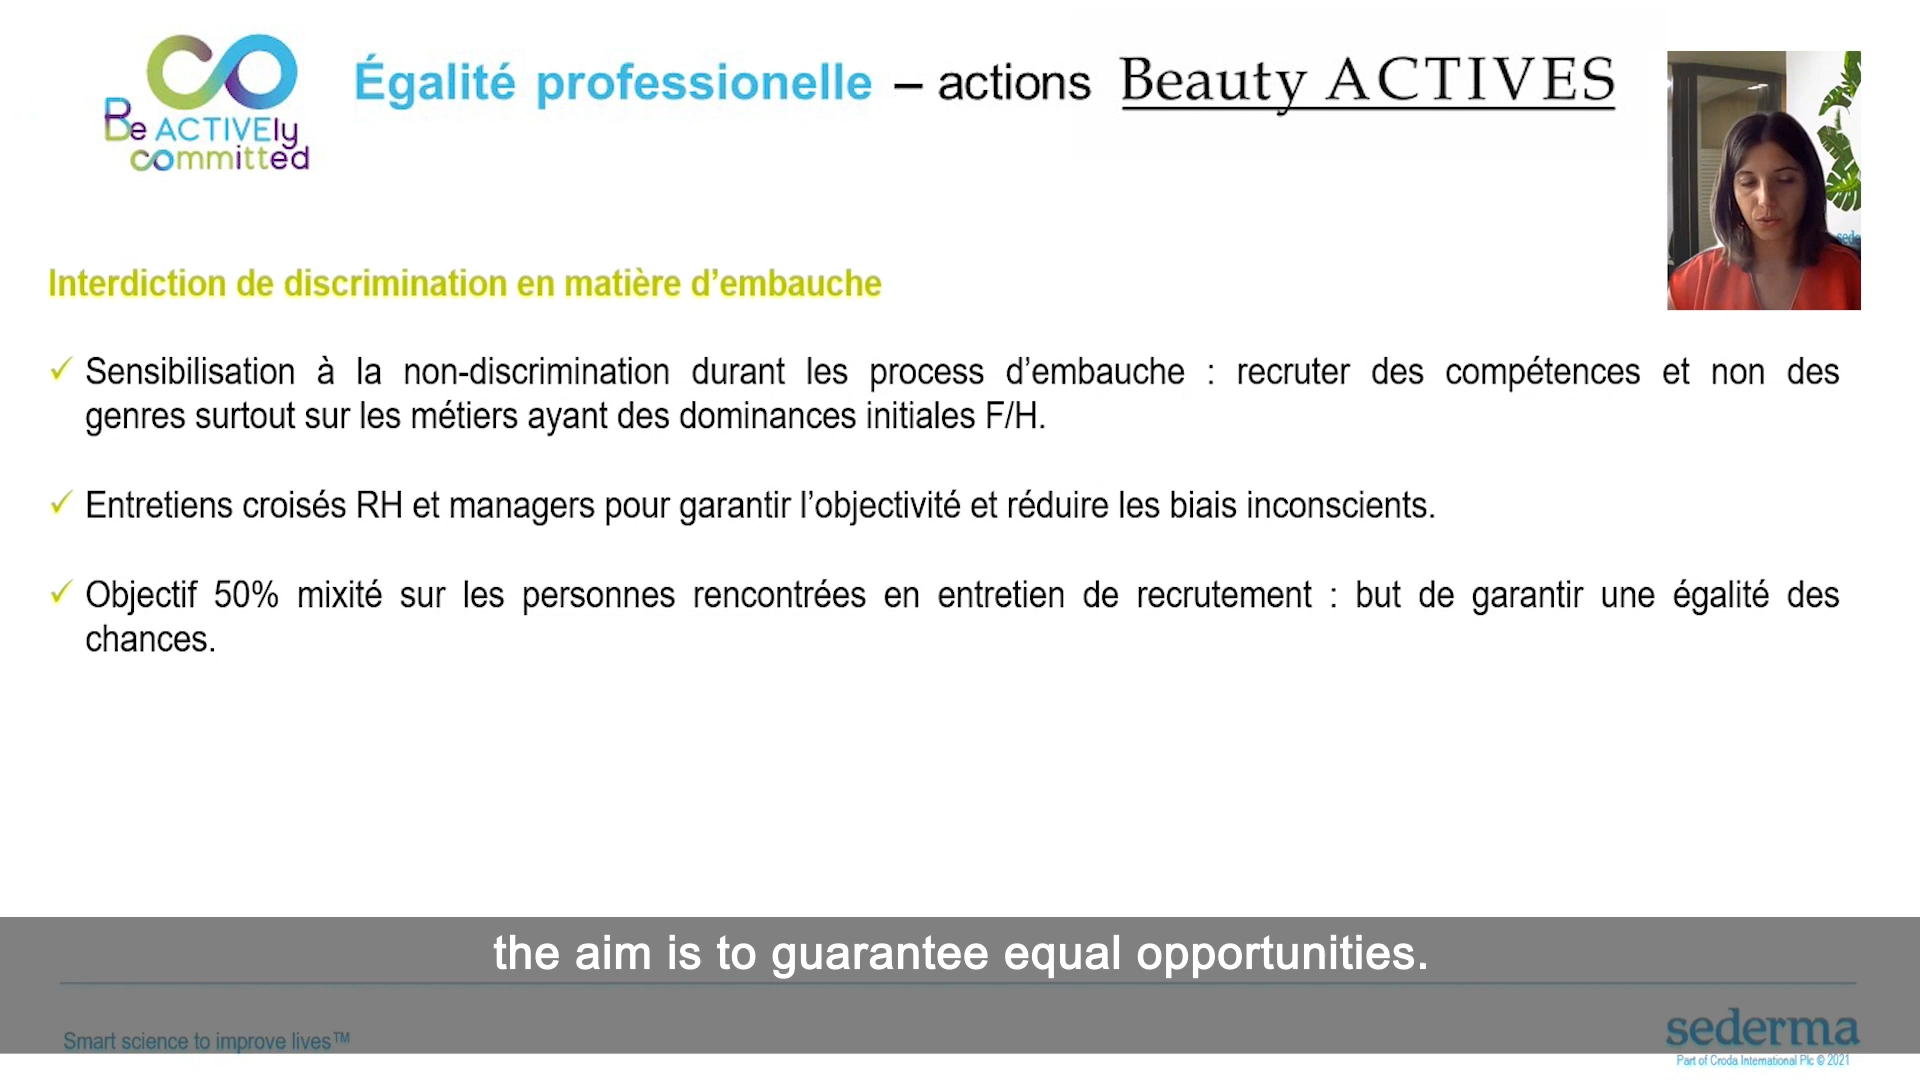 Be ACTIVEly
committed
Égalité professionelle – actions Beauty ACTIVES
Interdiction de discrimination en matière d’embauche
✓ Sensibilisation à la non-discrimination durant les process d’embauche : recruter des compétences et non des
genres surtout sur les métiers ayant des dominances initiales F/H.
✓ Entretiens croisés RH et managers pour garantir l’objectivité et réduire les biais inconscients.
✓ Objectif 50% mixité sur les personnes rencontrées en entretien de recrutement : but de garantir une égalité des
chances.
the aim is to guarantee equal opportunities.
Smart science to improve lives™
sederma
Part of Croda International Plc © 2021